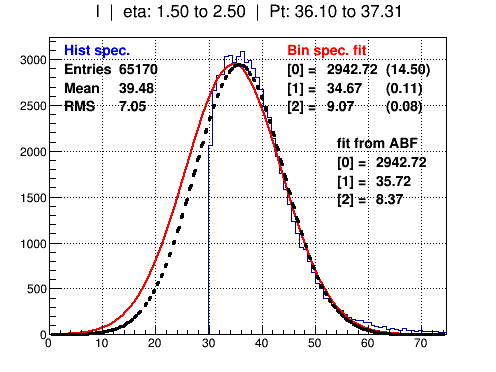 I | eta: 1.50 to 2.50 | Pt: 36.10 to 37.31
Hist spec.
Entries 65170
Mean 39.48
RMS 7.05
Bin spec. fit
[0] = 2942.72 (14.50)
[1] = 34.67 (0.11)
[2] = 9.07 (0.08)
fit from ABF
[0] = 2942.72
[1] = 35.72
[2] = 8.37
3000
2500
2000
1500
1000
500
0
0 10 20 30 40 50 60 70